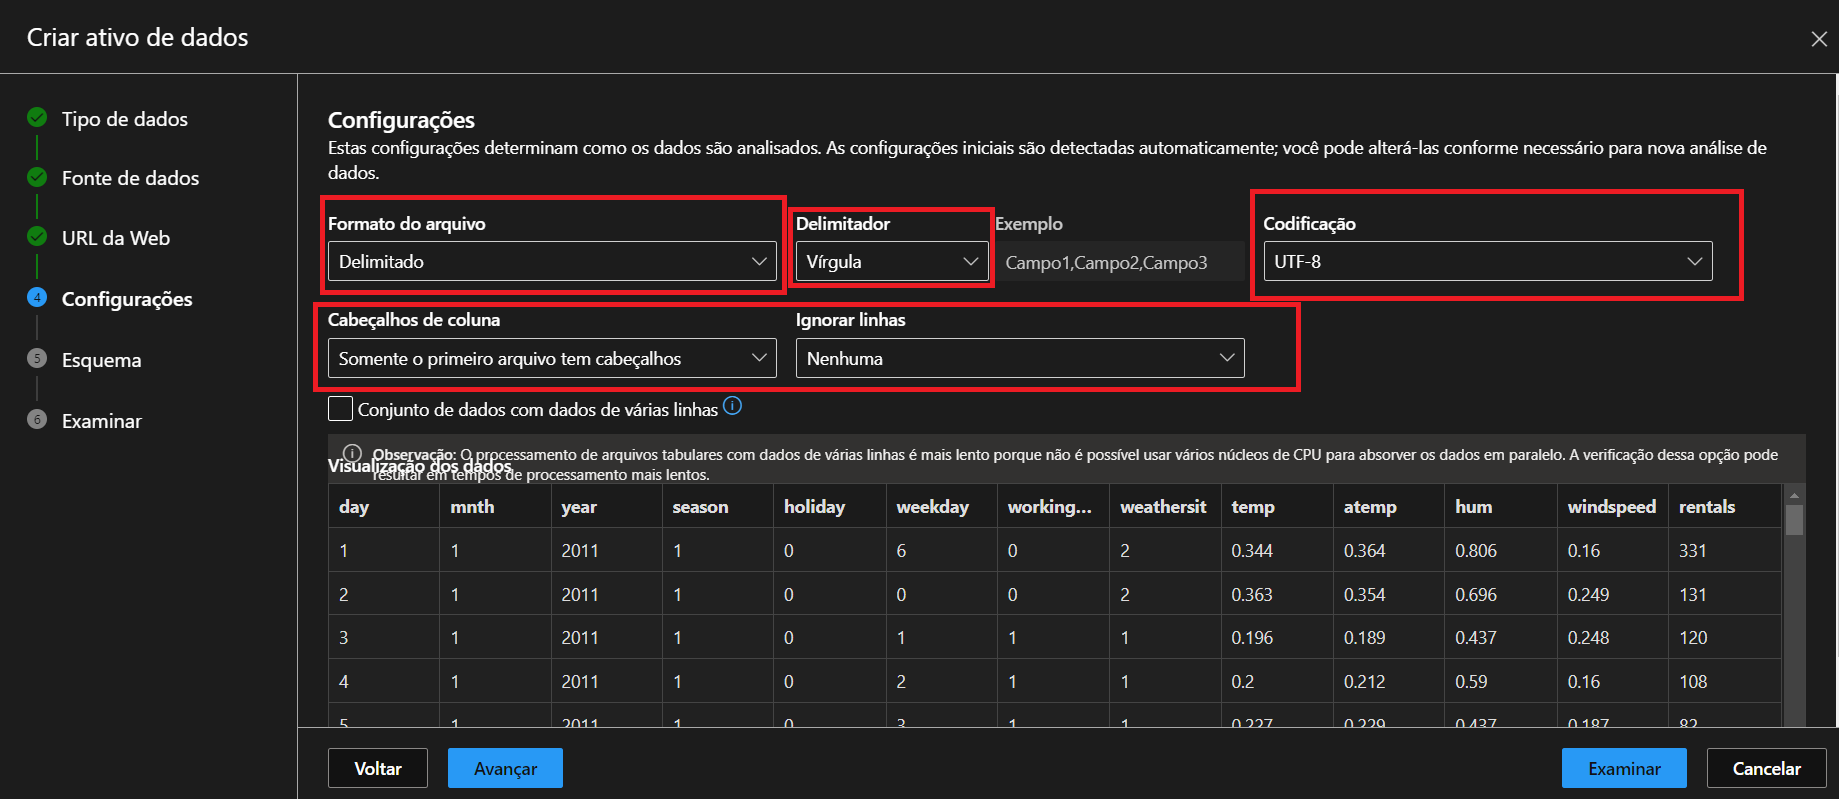 Criar ativo de dados
Tipo de dados
Fonte de dados
URL da Web
4 Configurações
5 Esquema
6 Examinar
Configurações
Estas configurações determinam como os dados são analisados. As configurações iniciais são detectadas automaticamente; você pode alterá-las conforme necessário para nova análise de
dados.
Formato do arquivo Delimitador Exemplo Codificação
Delimitado Vírgula Campo1,Campo2,Campo3 UTF-8
Cabeçalhos de coluna Ignorar linhas
Somente o primeiro arquivo tem cabeçalhos Nenhuma
Conjunto de dados com dados de várias linhas
Observação: O processamento de arquivos tabulares com dados de várias linhas é mais lento porque não é possível usar vários núcleos de CPU para absorver os dados em paralelo. A verificação dessa opção pode
resultar em tempos de processamento mais lentos.
Visualização dos dados
day mnth year season holiday weekday working... weathersit temp atemp hum windspeed rentals
1 1 2011 1 0 6 0 2 0.344 0.364 0.806 0.16 331
2 1 2011 1 0 0 0 2 0.363 0.354 0.696 0.249 131
3 1 2011 1 0 1 1 1 0.196 0.189 0.437 0.248 120
4 1 2011 1 0 2 1 1 0.2 0.212 0.59 0.16 108
5 1 2011 1 0 3 1 1 0.227 0.229 0.437 0.187 82
Voltar Avançar Examinar Cancelar